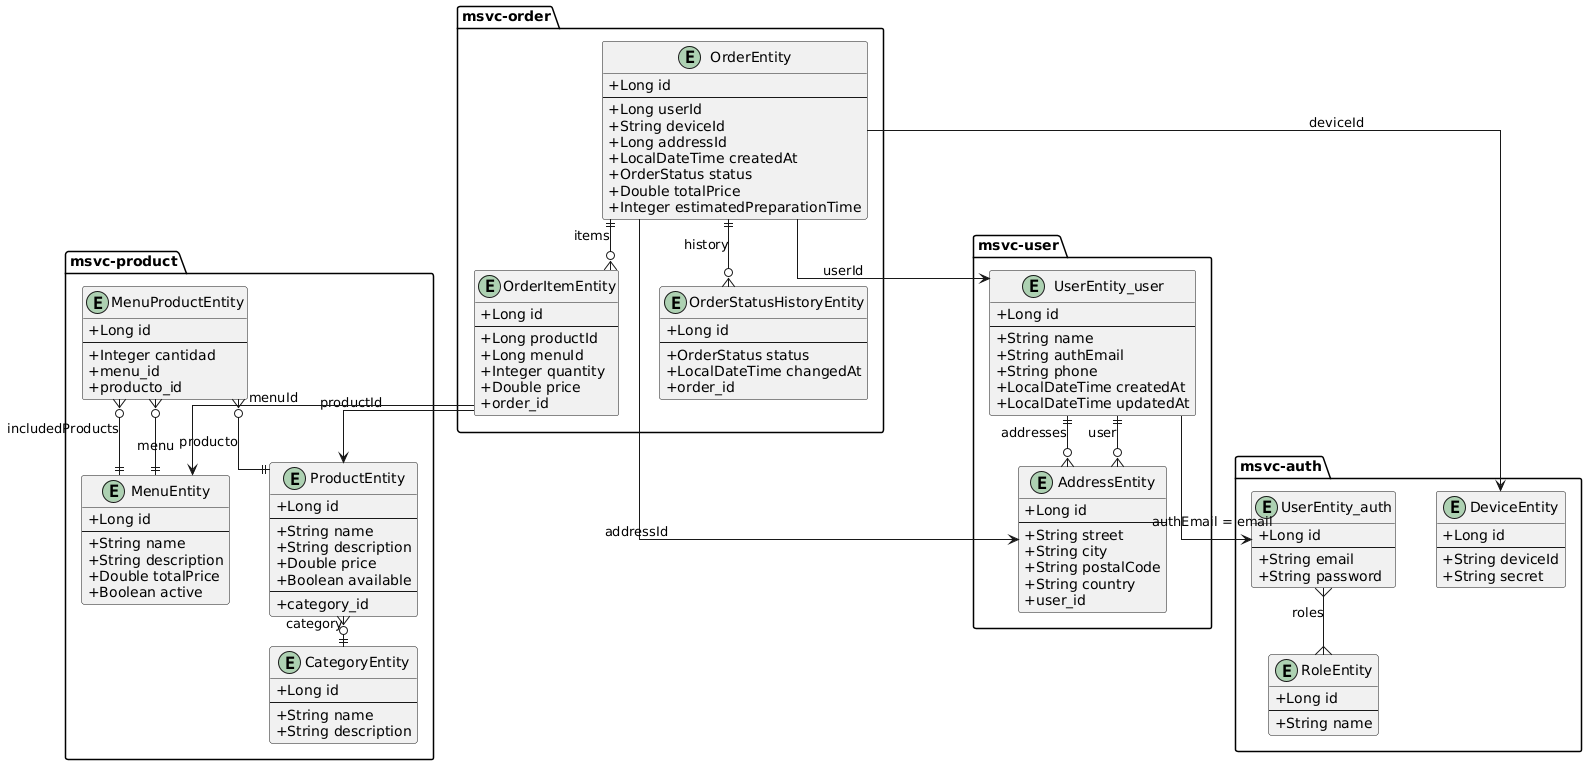 msvc-order
E OrderEntity
+Long id
+Long userId
+String deviceId
+Long addressId
+LocalDateTime createdAt
+OrderStatus status
+Double totalPrice
+Integer estimatedPreparationTime
deviceId
items
history
userId
E OrderItemEntity
+Long id
+Long productId
+Long menuId
+Integer quantity
+Double price
+order_id
E OrderStatusHistoryEntity
+Long id
+OrderStatus status
+LocalDateTime changedAt
+order_id
msvc-product
E MenuProductEntity
+Long id
+Integer cantidad
+menu_id
+producto_id
menuId
productId
includedProducts
menu
producto
E MenuEntity
+Long id
+String name
+String description
+Double totalPrice
+Boolean active
E ProductEntity
+Long id
+String name
+String description
+Double price
+Boolean available
+category_id
category
E CategoryEntity
+Long id
+String name
+String description
msvc-user
E UserEntity_user
+Long id
+String name
+String authEmail
+String phone
+LocalDateTime createdAt
+LocalDateTime updatedAt
addresses
user
E AddressEntity
+Long id
+String street
+String city
+String postalCode
+String country
+user_id
addressId
authEmail = email
msvc-auth
E UserEntity_auth
+Long id
+String email
+String password
E DeviceEntity
+Long id
+String deviceId
+String secret
roles
E RoleEntity
+Long id
+String name